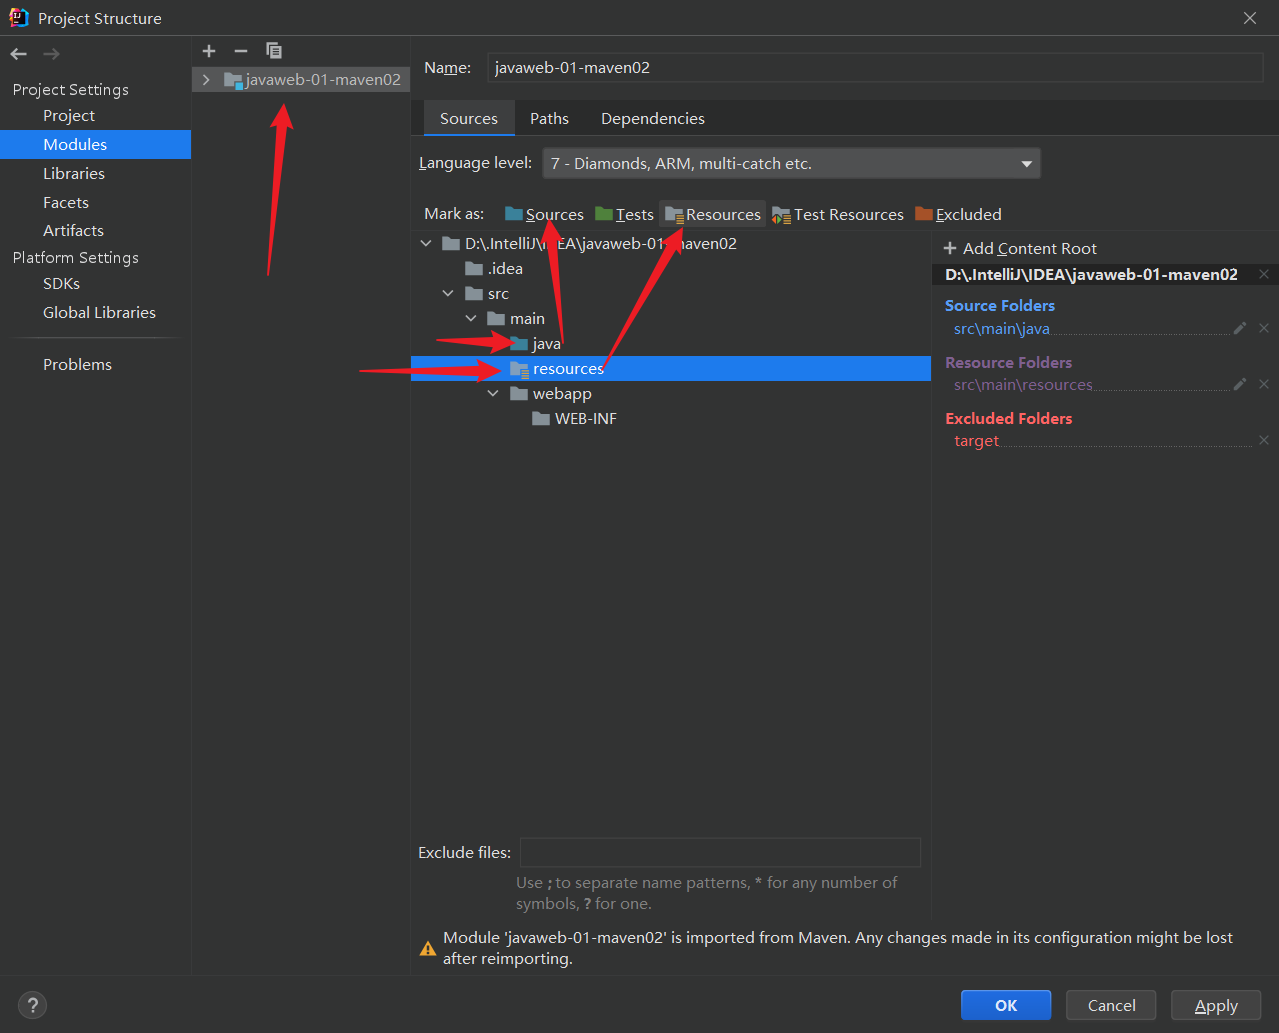 Project Structure
Project Settings
Project
Modules
Libraries
Facets
Artifacts
Platform Settings
SDKs
Global Libraries
Problems
javaweb-01-maven02
Name: javaweb-01-maven02
Sources Paths Dependencies
Language level: 7 - Diamonds, ARM, multi-catch etc.
Mark as: Sources Tests Resources Test Resources Excluded
D:\.IntelliJ\IDEA\javaweb-01-maven02
.idea
src
main
java
resources
webapp
WEB-INF
Add Content Root
D:\.IntelliJ\IDEA\javaweb-01-maven02
Source Folders
src\main\java
Resource Folders
src\main\resources
Excluded Folders
target
Exclude files:
Use ; to separate name patterns, * for any number of
symbols, ? for one.
Module 'javaweb-01-maven02' is imported from Maven. Any changes made in its configuration might be lost
after reimporting.
? OK Cancel Apply